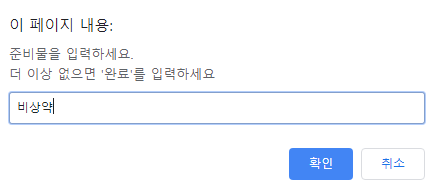 이 페이지 내용:
준비물을 입력하세요.
더 이상 없으면 '완료'를 입력하세요
비상약
확인 취소